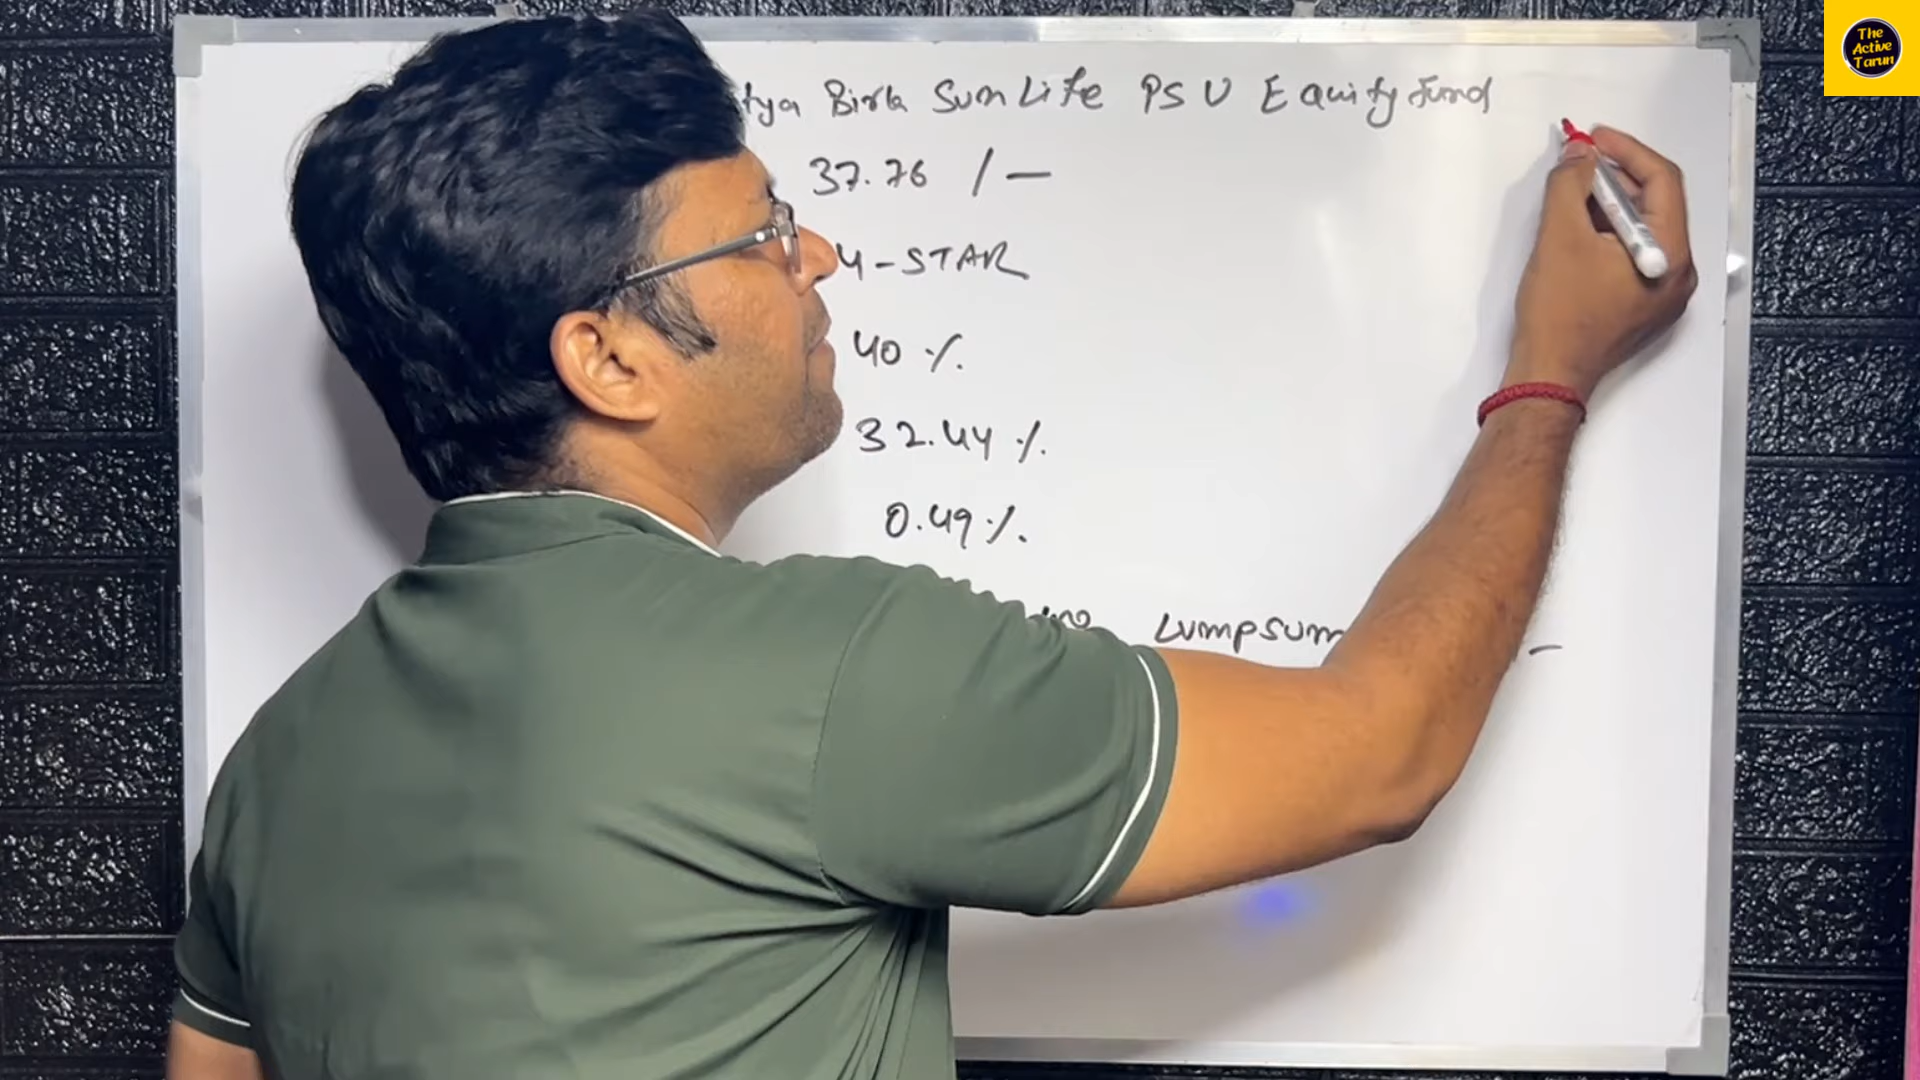 The
Active
Tarun
Birla Sun Life PSU Equity Fund
37.76 /-
4-STAR
40 %.
32.44 %.
0.49 %.
Lumpsum